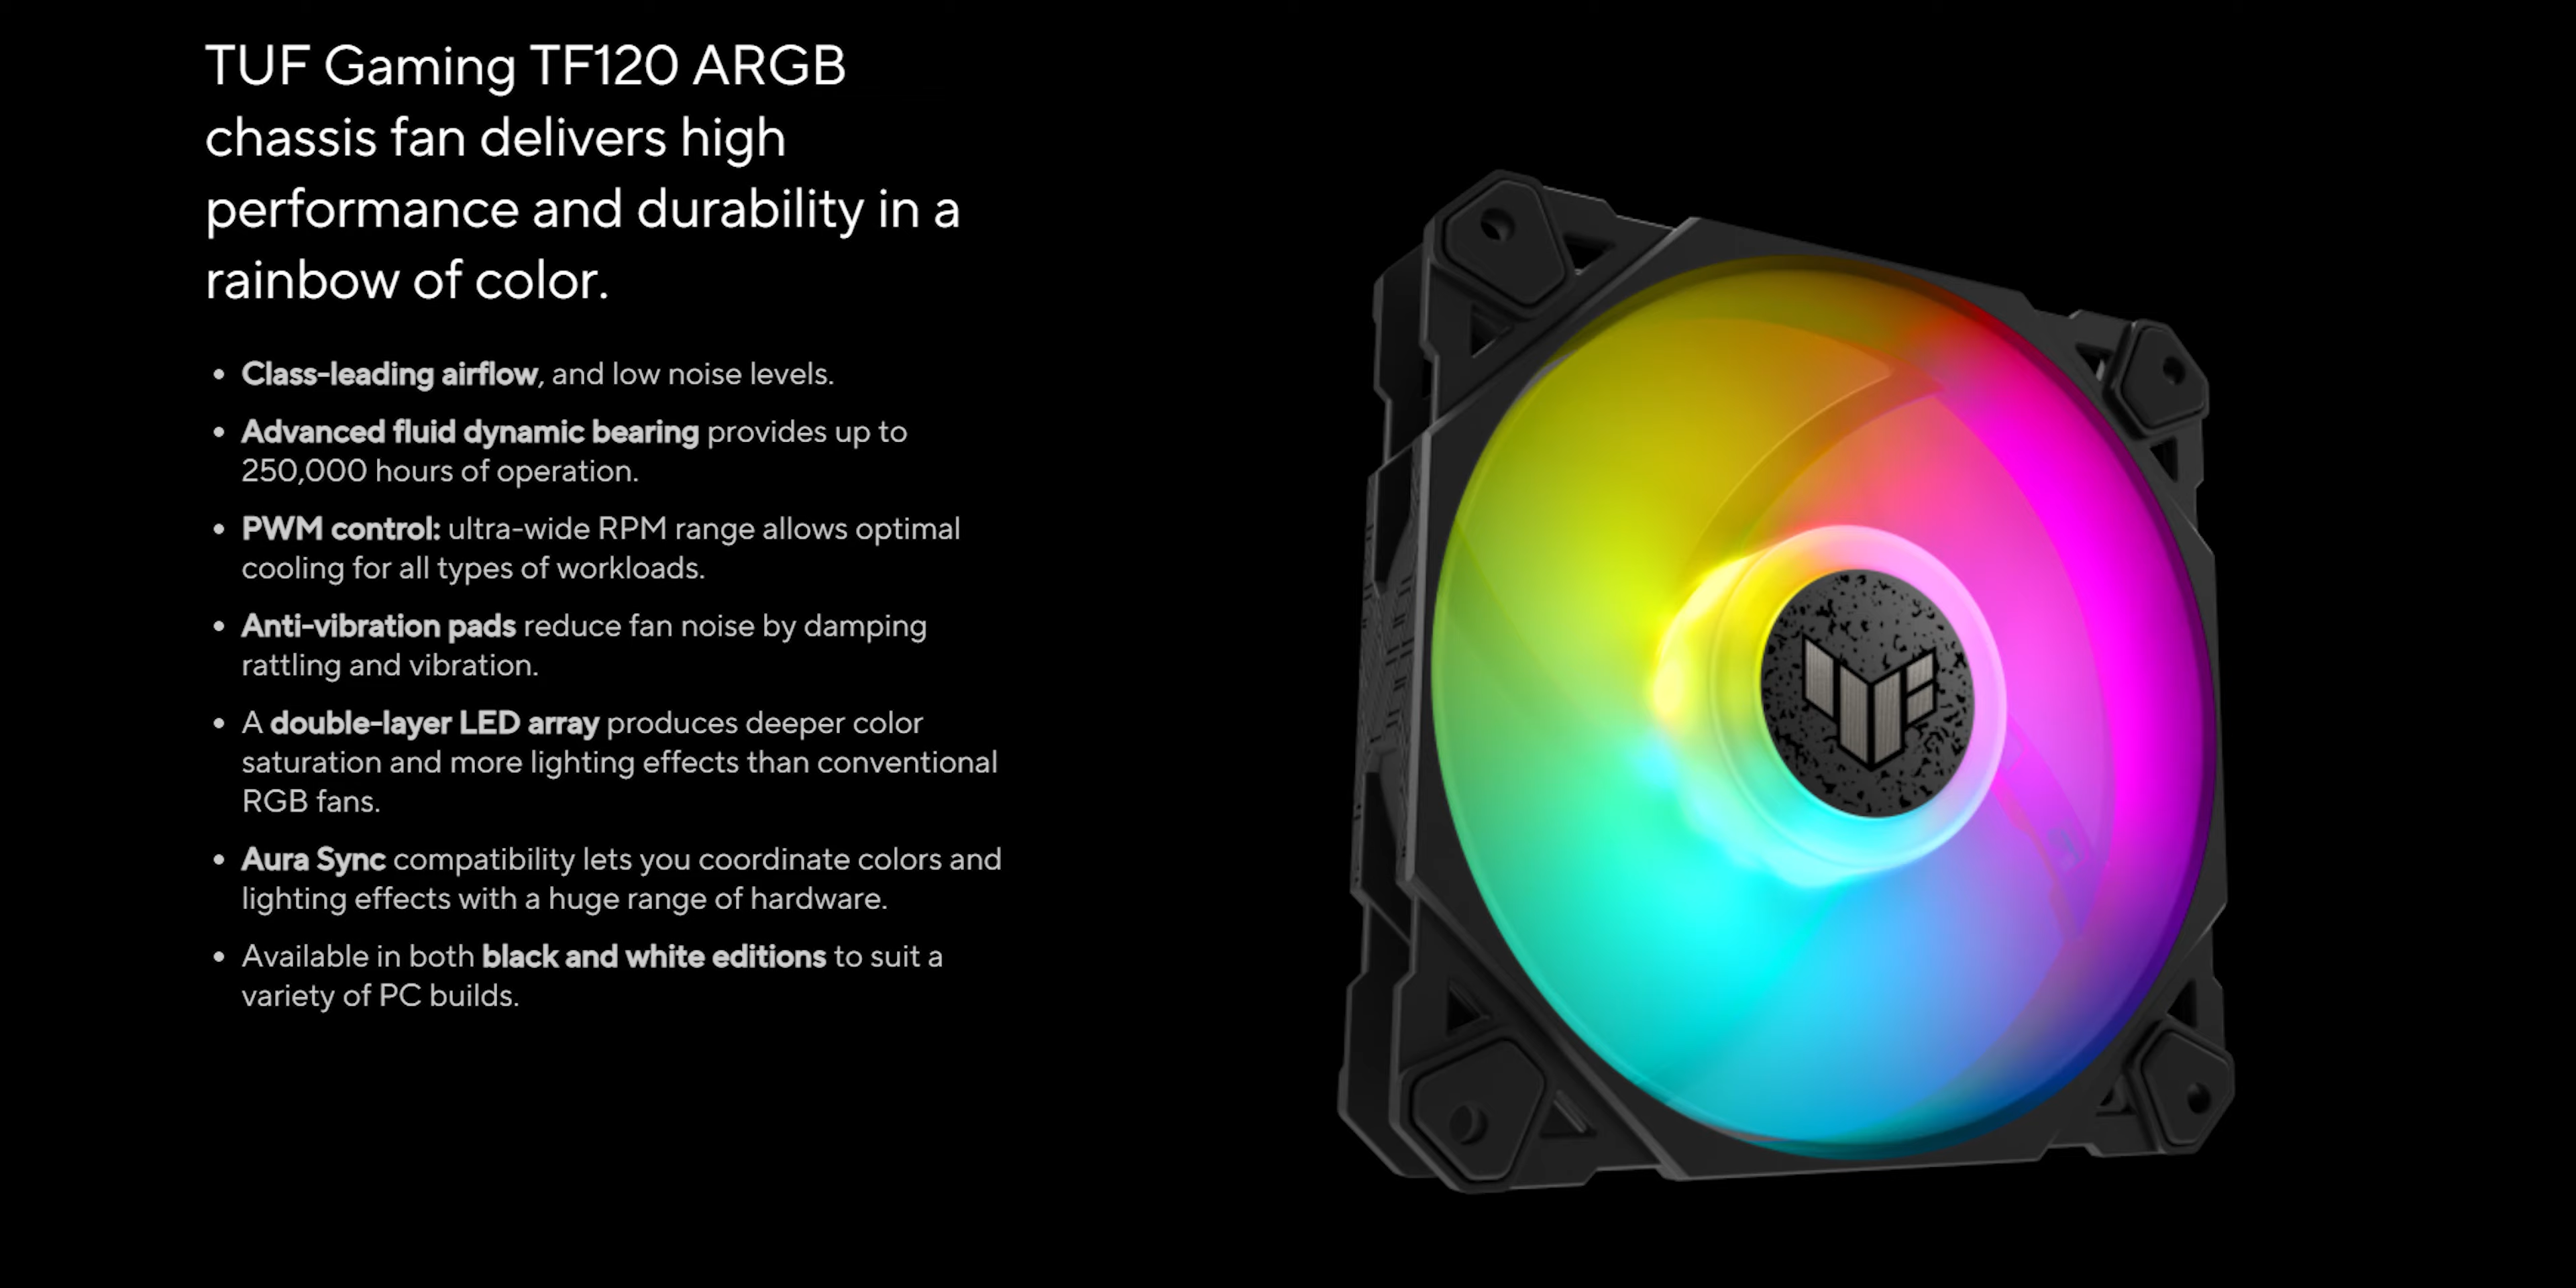 TUF Gaming TF120 ARGB
chassis fan delivers high
performance and durability in a
rainbow of color.
• Class-leading airflow, and low noise levels.
• Advanced fluid dynamic bearing provides up to
250,000 hours of operation.
• PWM control: ultra-wide RPM range allows optimal
cooling for all types of workloads.
• Anti-vibration pads reduce fan noise by damping
rattling and vibration.
• A double-layer LED array produces deeper color
saturation and more lighting effects than conventional
RGB fans.
• Aura Sync compatibility lets you coordinate colors and
lighting effects with a huge range of hardware.
• Available in both black and white editions to suit a
variety of PC builds.
TUF